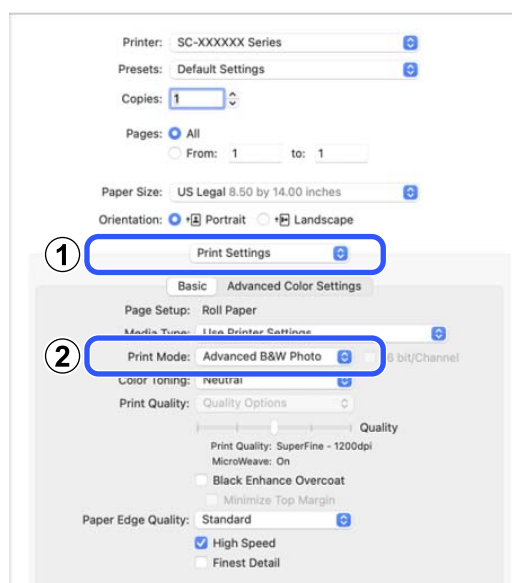 Printer: SC-XXXXXX Series
Presets: Default Settings
Copies: 1
Pages: All
From: 1 to: 1
Paper Size: US Legal 8.50 by 14.00 inches
Orientation: Portrait Landscape
1 Print Settings
Basic Advanced Color Settings
Page Setup: Roll Paper
Media Type: Use Printer Settings
2 Print Mode: Advanced B&W Photo 6 bit/Channel
Color Toning: Neutral
Print Quality: Quality Options
Quality
Print Quality: SuperFine - 1200dpi
MicroWeave: On
Black Enhance Overcoat
Minimize Top Margin
Paper Edge Quality: Standard
High Speed
Finest Detail